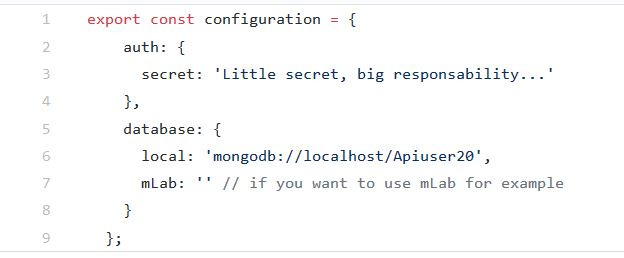 1 export const configuration = {
2 auth: {
3 secret: 'Little secret, big responsability...'
4 },
5 database: {
6 local: 'mongodb://localhost/Apiuser20',
7 mLab: '' // if you want to use mLab for example
8 }
9 };